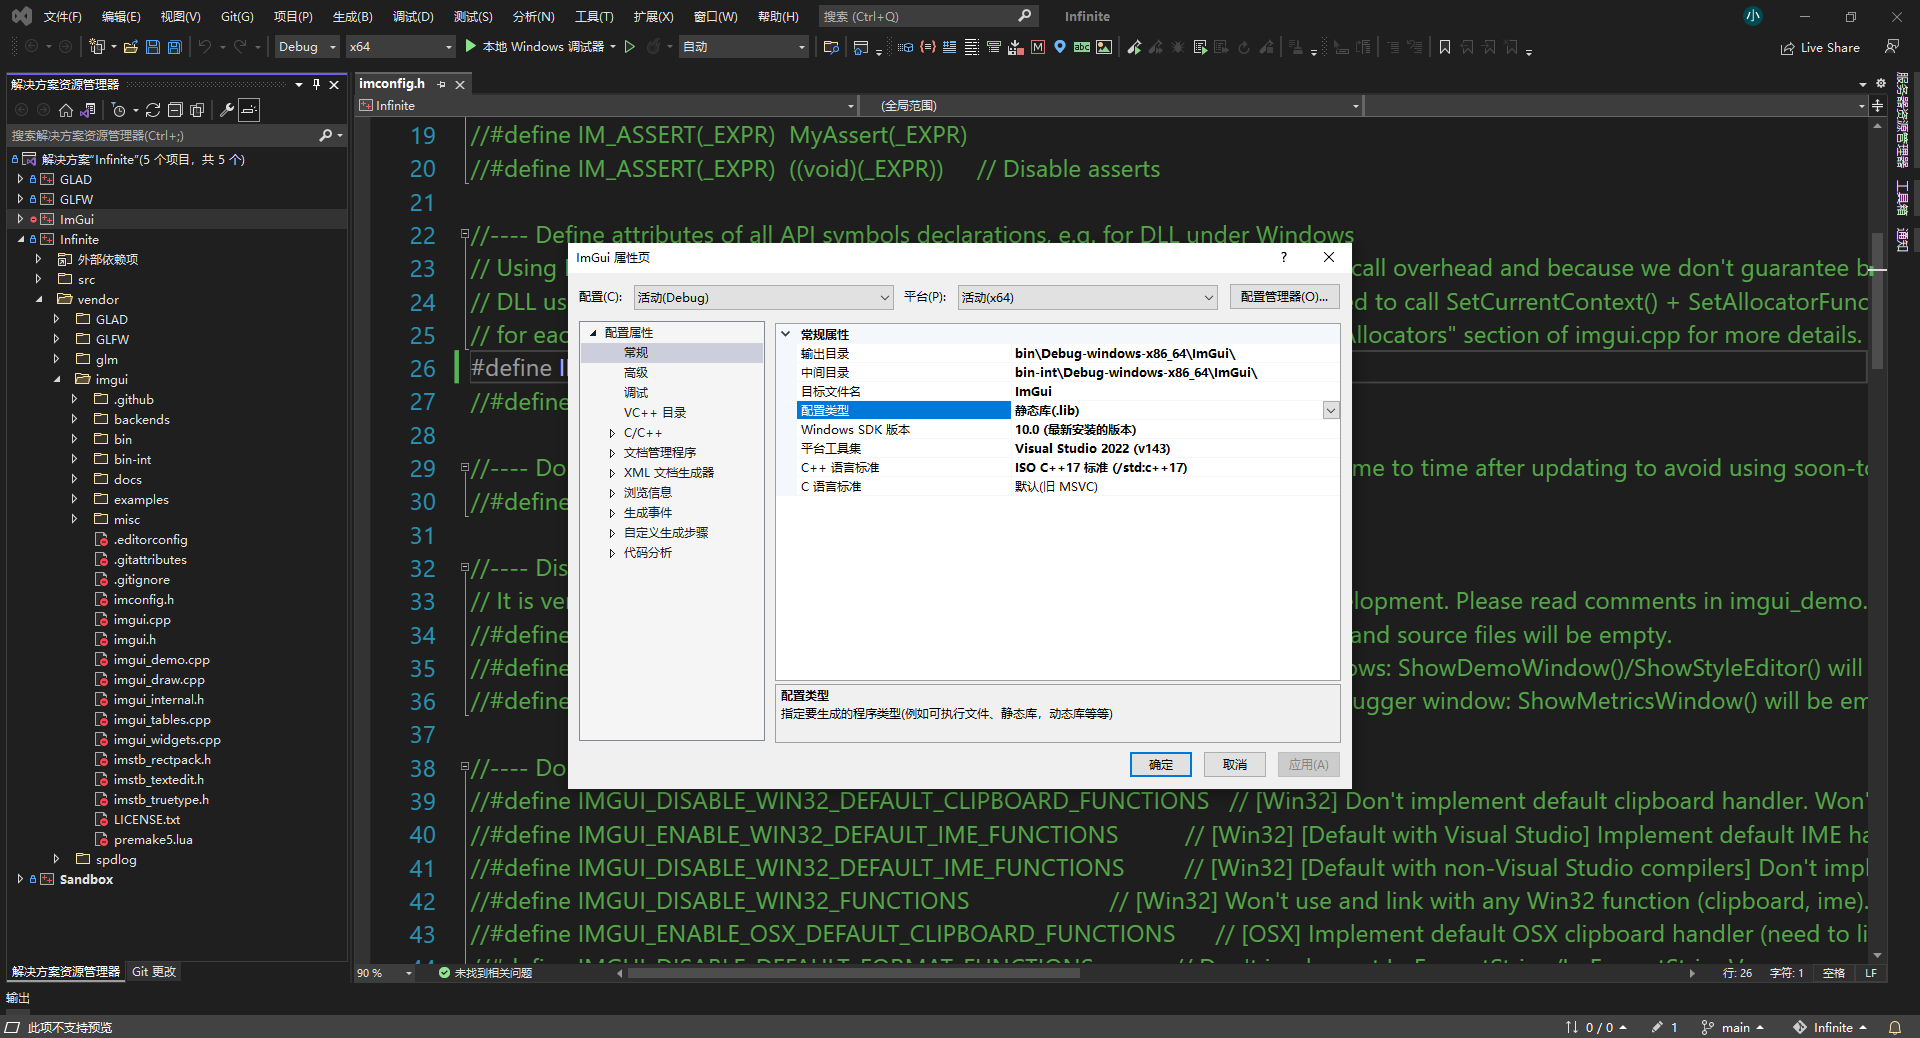 文件(F) 编辑(E) 视图(V) Git(G) 项目(P) 生成(B) 调试(D) 测试(S) 分析(N) 工具(T) 扩展(X) 窗口(W) 帮助(H) 搜索 (Ctrl+Q) Infinite 小
Debug x64 本地 Windows 调试器 自动 Live Share
解决方案资源管理器
搜索解决方案资源管理器(Ctrl+;)
解决方案"Infinite"(5 个项目，共 5 个)
GLAD
GLFW
ImGui
Infinite
外部依赖项
src
vendor
GLAD
GLFW
glm
imgui
.github
backends
bin
bin-int
docs
examples
misc
.editorconfig
.gitattributes
.gitignore
imconfig.h
imgui.cpp
imgui.h
imgui_demo.cpp
imgui_draw.cpp
imgui_internal.h
imgui_tables.cpp
imgui_widgets.cpp
imstb_rectpack.h
imstb_textedit.h
imstb_truetype.h
LICENSE.txt
premake5.lua
spdlog
Sandbox
解决方案资源管理器 Git 更改
imconfig.h
Infinite (全局范围)
19 //#define IM_ASSERT(_EXPR) MyAssert(_EXPR)
20 //#define IM_ASSERT(_EXPR) ((void)(_EXPR)) // Disable asserts
21
22 //---- Define attributes of all API symbols declarations, e.g. for DLL under Windows
23 // Using call overhead and because we don't guarantee b
24 // DLL us d to call SetCurrentContext() + SetAllocatorFunc
25 // for eac Allocators" section of imgui.cpp for more details.
26 #define I
27 //#define
28
29 //---- Do me to time after updating to avoid using soon-to
30 //#define
31
32 //---- Dis
33 // It is ve lopment. Please read comments in imgui_demo.
34 //#define and source files will be empty.
35 //#define ows: ShowDemoWindow()/ShowStyleEditor() will
36 //#define ugger window: ShowMetricsWindow() will be em
37
38 //---- Do
39 //#define IMGUI_DISABLE_WIN32_DEFAULT_CLIPBOARD_FUNCTIONS // [Win32] Don't implement default clipboard handler. Won'
40 //#define IMGUI_ENABLE_WIN32_DEFAULT_IME_FUNCTIONS // [Win32] [Default with Visual Studio] Implement default IME ha
41 //#define IMGUI_DISABLE_WIN32_DEFAULT_IME_FUNCTIONS // [Win32] [Default with non-Visual Studio compilers] Don't impl
42 //#define IMGUI_DISABLE_WIN32_FUNCTIONS // [Win32] Won't use and link with any Win32 function (clipboard, ime).
43 //#define IMGUI_ENABLE_OSX_DEFAULT_CLIPBOARD_FUNCTIONS // [OSX] Implement default OSX clipboard handler (need to li
90 % 未找到相关问题 行: 26 字符: 1 空格 LF
ImGui 属性页 ?
配置(C): 活动(Debug) 平台(P): 活动(x64) 配置管理器(O)...
配置属性
常规
高级
调试
VC++ 目录
C/C++
文档管理程序
XML 文档生成器
浏览信息
生成事件
自定义生成步骤
代码分析
常规属性
输出目录 bin\Debug-windows-x86_64\ImGui\
中间目录 bin-int\Debug-windows-x86_64\ImGui\
目标文件名 ImGui
配置类型 静态库(.lib)
Windows SDK 版本 10.0 (最新安装的版本)
平台工具集 Visual Studio 2022 (v143)
C++ 语言标准 ISO C++17 标准 (/std:c++17)
C 语言标准 默认(旧 MSVC)
配置类型
指定要生成的程序类型(例如可执行文件、静态库，动态库等等)
确定 取消 应用(A)
服务器资源管理器
工具箱
通知
输出
此项不支持预览 0 / 0 1 main Infinite